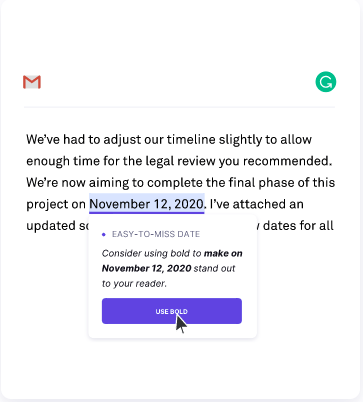 We've had to adjust our timeline slightly to allow
enough time for the legal review you recommended.
We're now aiming to complete the final phase of this
project on November 12, 2020. I've attached an
updated dates for all
EASY-TO-MISS DATE
Consider using bold to make on
November 12, 2020 stand out
to your reader.
USE BOLD